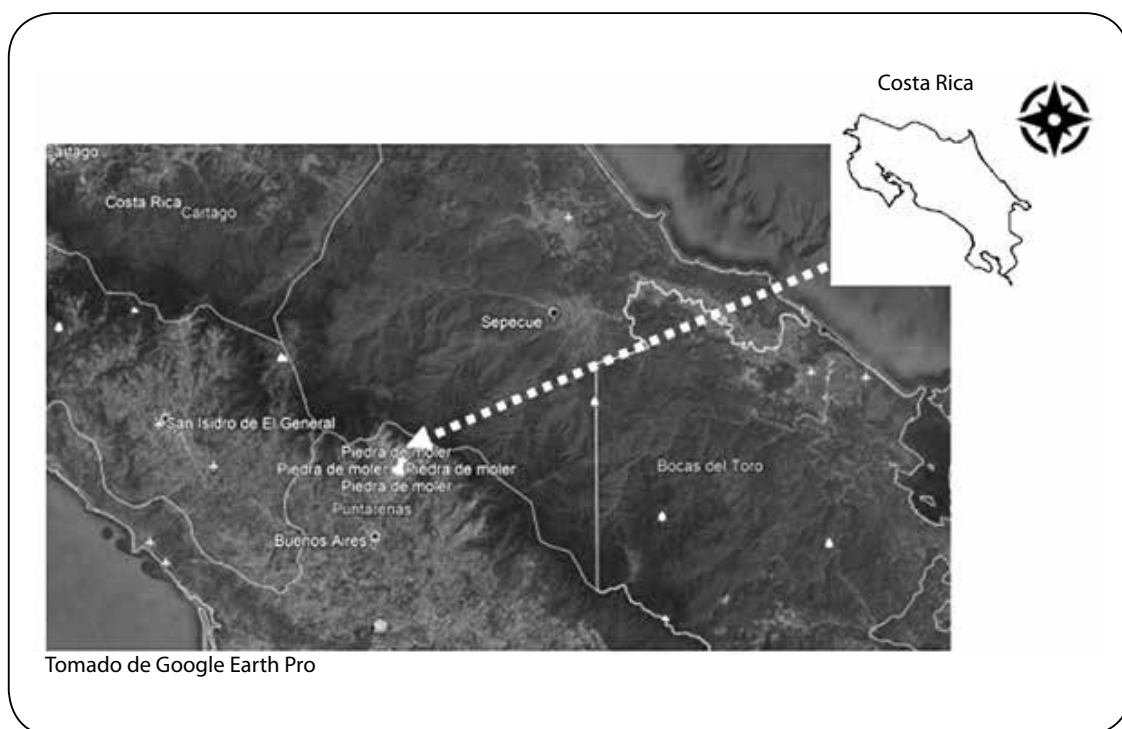 Costa Rica
Cartago
Costa Rica
Cartago
Sepecue
San Isidro de El General
Piedra de moler
Piedra de moler Piedra de moler
Piedra de moler
Bocas del Toro
Puntarenas
Buenos Aires
Tomado de Google Earth Pro